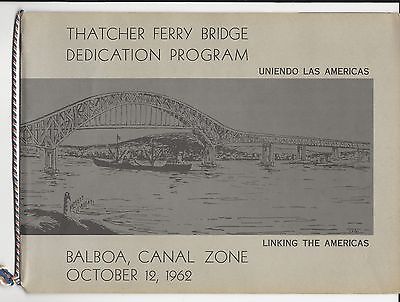 THATCHER FERRY BRIDGE
DEDICATION PROGRAM
UNIENDO LAS AMERICAS
LINKING THE AMERICAS
BALBOA, CANAL ZONE
OCTOBER 12, 1962